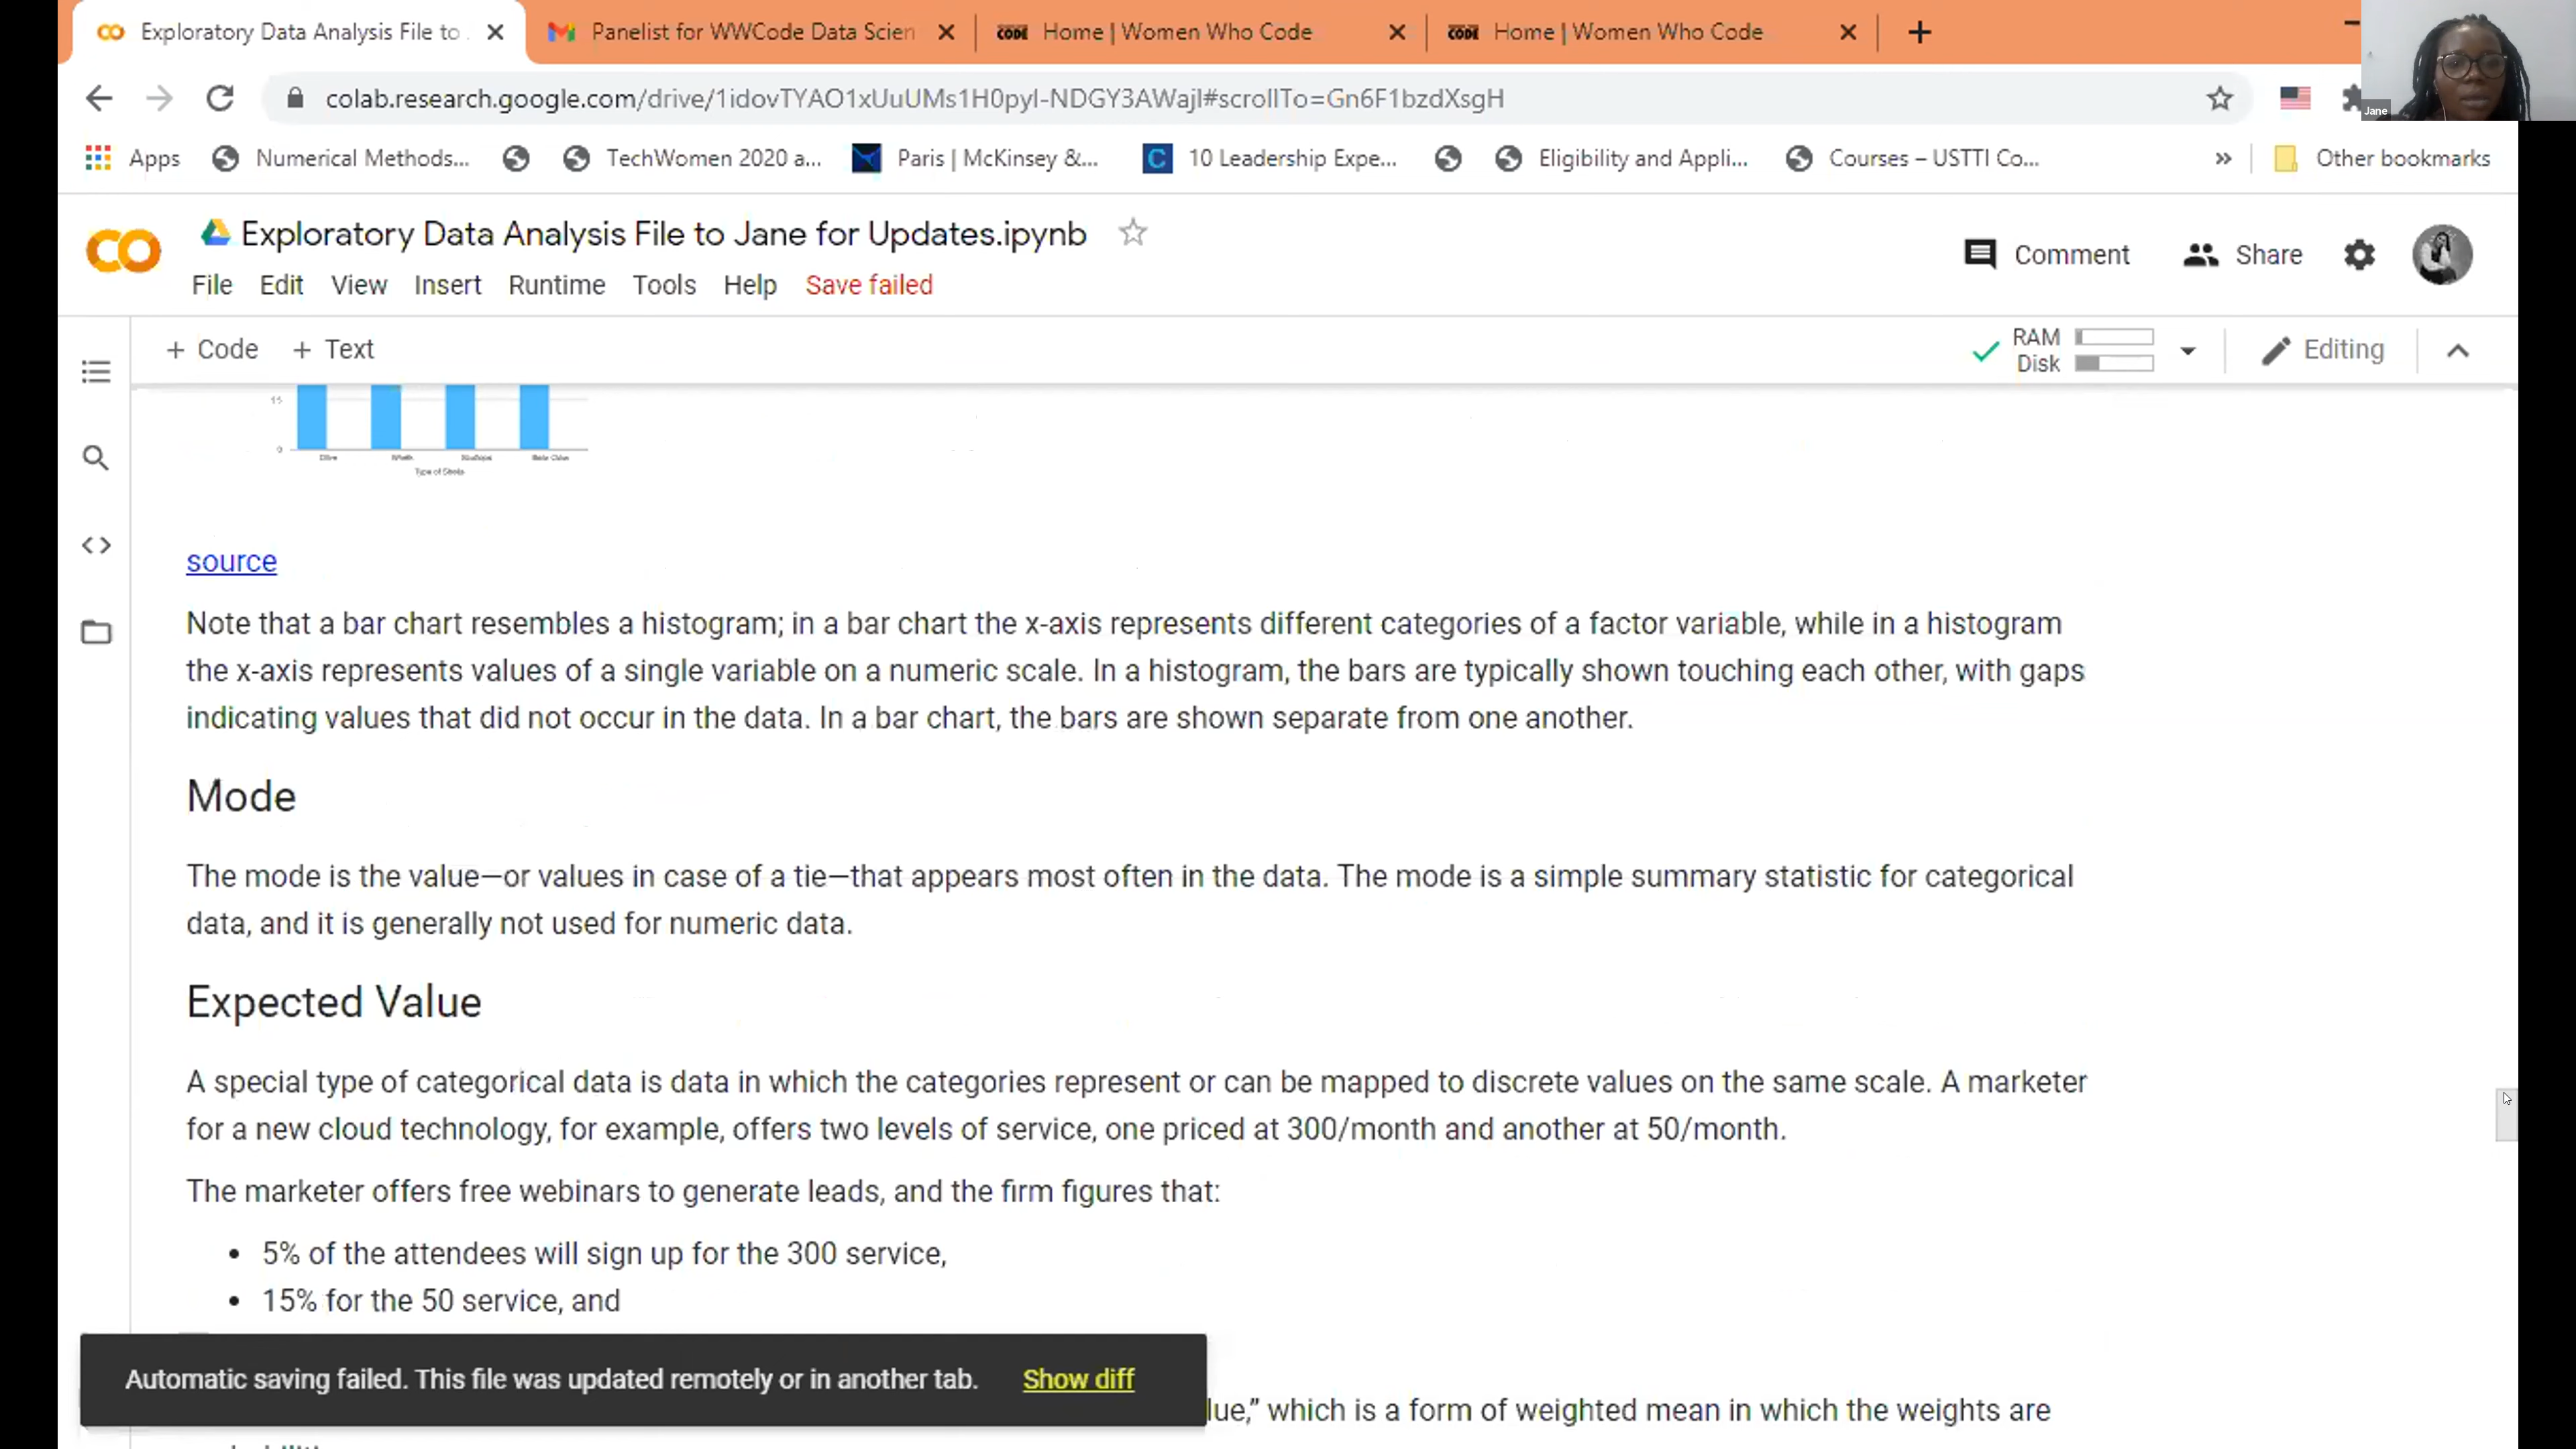 Exploratory Data Analysis File to
Panelist for WWCode Data Scien
CODE Home | Women Who Code
CODE Home | Women Who Code
Jane
colab.research.google.com/drive/1idovTYAO1xUuUMs1H0pyI-NDGY3AWajI#scrollTo=Gn6F1bzdXsgH
Apps Numerical Methods... TechWomen 2020 a... Paris | McKinsey &... 10 Leadership Expe... Eligibility and Appli... Courses – USTTI Co... » Other bookmarks
CO
Exploratory Data Analysis File to Jane for Updates.ipynb
Comment Share
File Edit View Insert Runtime Tools Help Save failed
+ Code + Text
RAM
Disk
Editing
15
0
Type of Shots
source
Note that a bar chart resembles a histogram; in a bar chart the x-axis represents different categories of a factor variable, while in a histogram
the x-axis represents values of a single variable on a numeric scale. In a histogram, the bars are typically shown touching each other, with gaps
indicating values that did not occur in the data. In a bar chart, the bars are shown separate from one another.
Mode
The mode is the value—or values in case of a tie—that appears most often in the data. The mode is a simple summary statistic for categorical
data, and it is generally not used for numeric data.
Expected Value
A special type of categorical data is data in which the categories represent or can be mapped to discrete values on the same scale. A marketer
for a new cloud technology, for example, offers two levels of service, one priced at 300/month and another at 50/month.
The marketer offers free webinars to generate leads, and the firm figures that:
• 5% of the attendees will sign up for the 300 service,
• 15% for the 50 service, and
Automatic saving failed. This file was updated remotely or in another tab. Show diff
lue,” which is a form of weighted mean in which the weights are